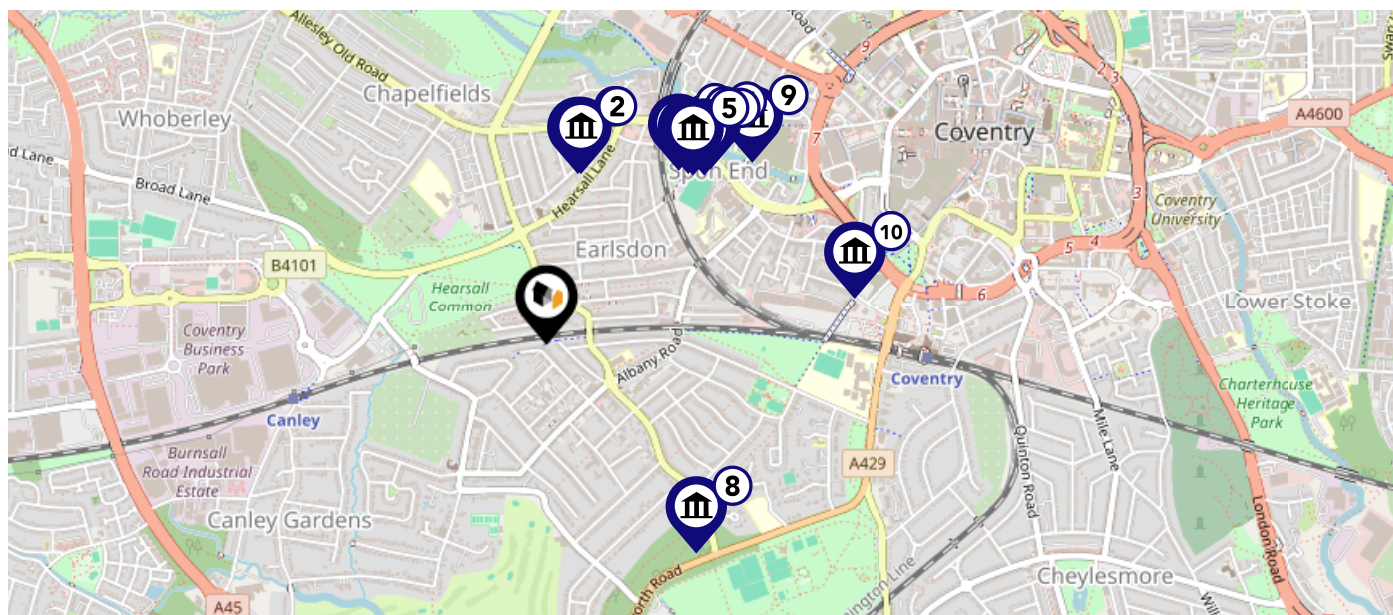 Allesley Old Road
Road
9
2 3
Chapelfields
Whoberley
2
5
9
7
Coventry
A4600
Spon End
Broad Lane
Hearsall Lane
3
Coventry
University
Earlsdon
10
B4101
5
4
6
Hearsall
Common
Lower Stoke
Coventry
Business
Park
Albany Road
Coventry
Canley
Charterhouse
Heritage
Park
Mile Lane
Quinton Road
Burnsall
Road Industrial
Estate
A429
8
Canley Gardens
London Road
Cheylesmore
A45